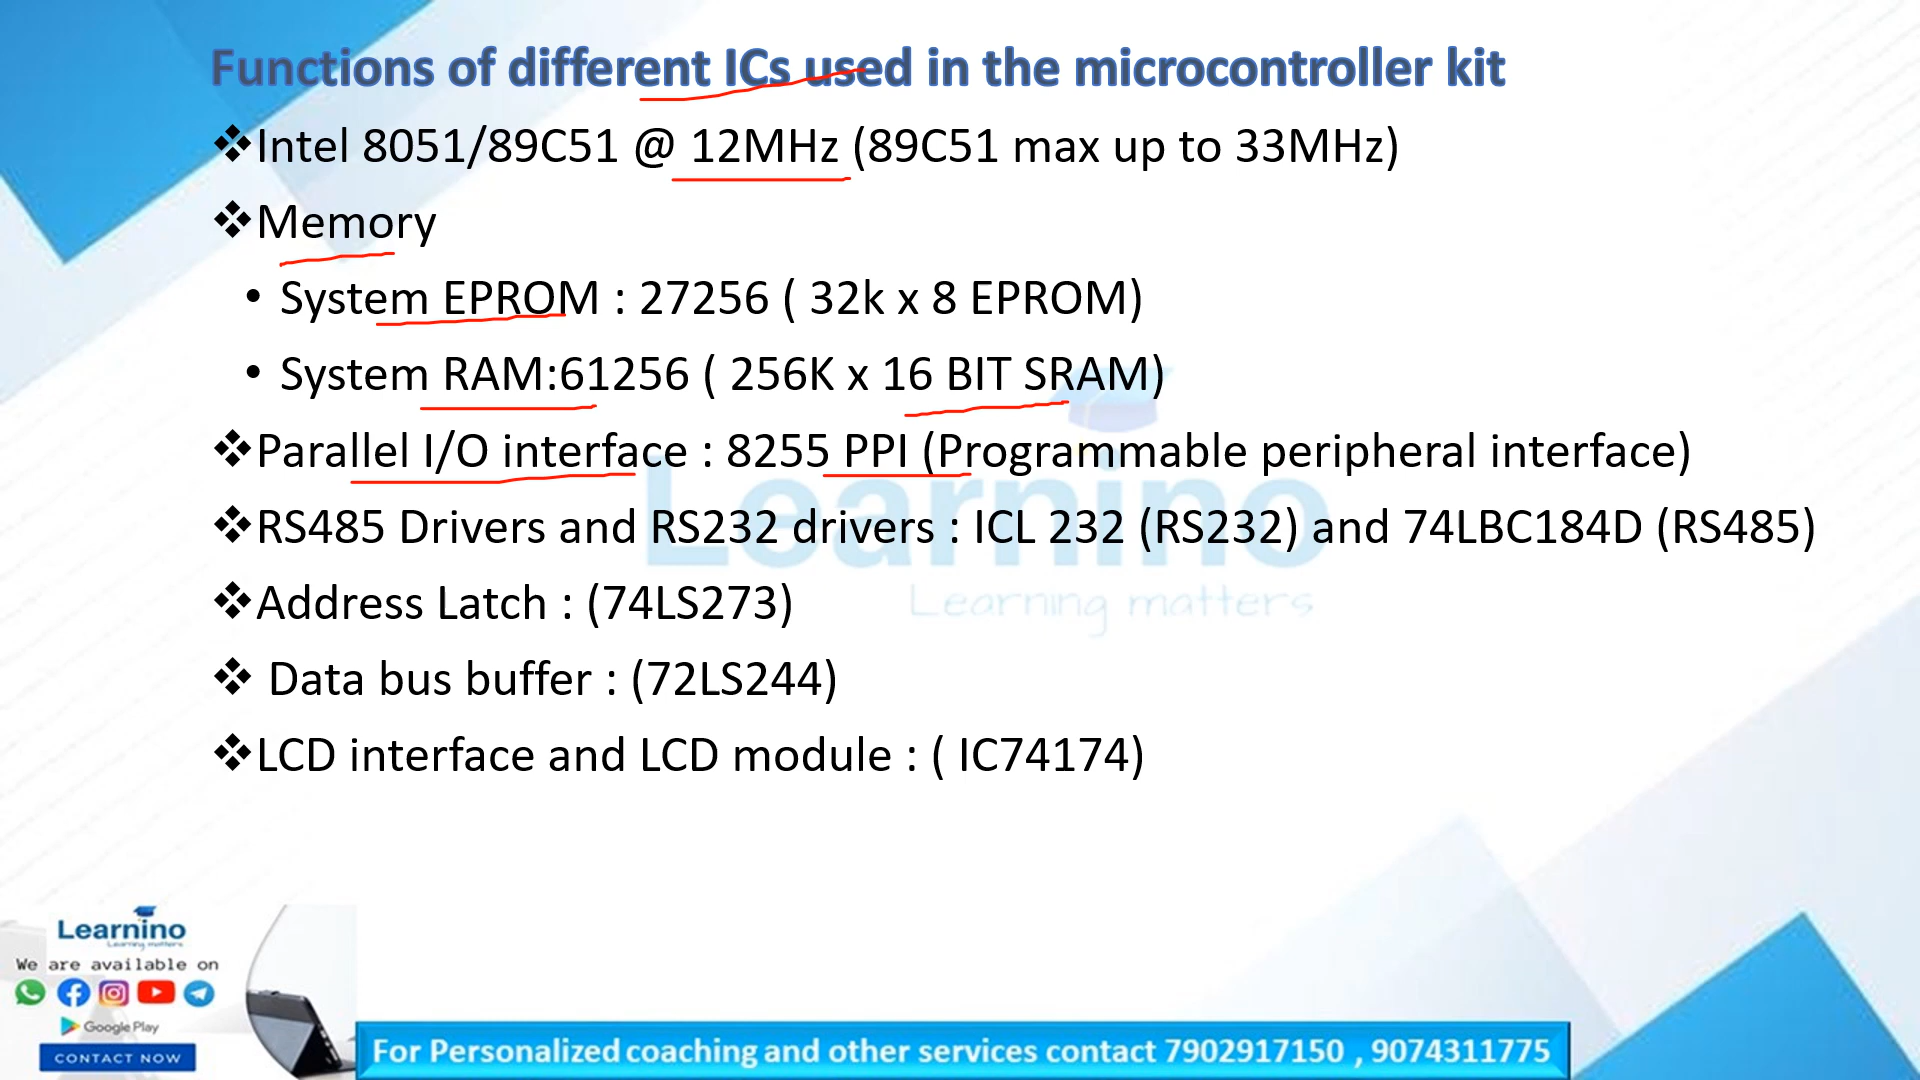 Functions of different ICs used in the microcontroller kit
❖Intel 8051/89C51 @ 12MHz (89C51 max up to 33MHz)
❖Memory
• System EPROM : 27256 ( 32k x 8 EPROM)
• System RAM:61256 ( 256K x 16 BIT SRAM)
❖Parallel I/O interface : 8255 PPI (Programmable peripheral interface)
❖RS485 Drivers and RS232 drivers : ICL 232 (RS232) and 74LBC184D (RS485)
❖Address Latch : (74LS273)
❖ Data bus buffer : (72LS244)
❖LCD interface and LCD module : ( IC74174)
Learnino
Learning matters
Learnino
Learning matters
We are available on
Google Play
CONTACT NOW
For Personalized coaching and other services contact 7902917150 , 9074311775